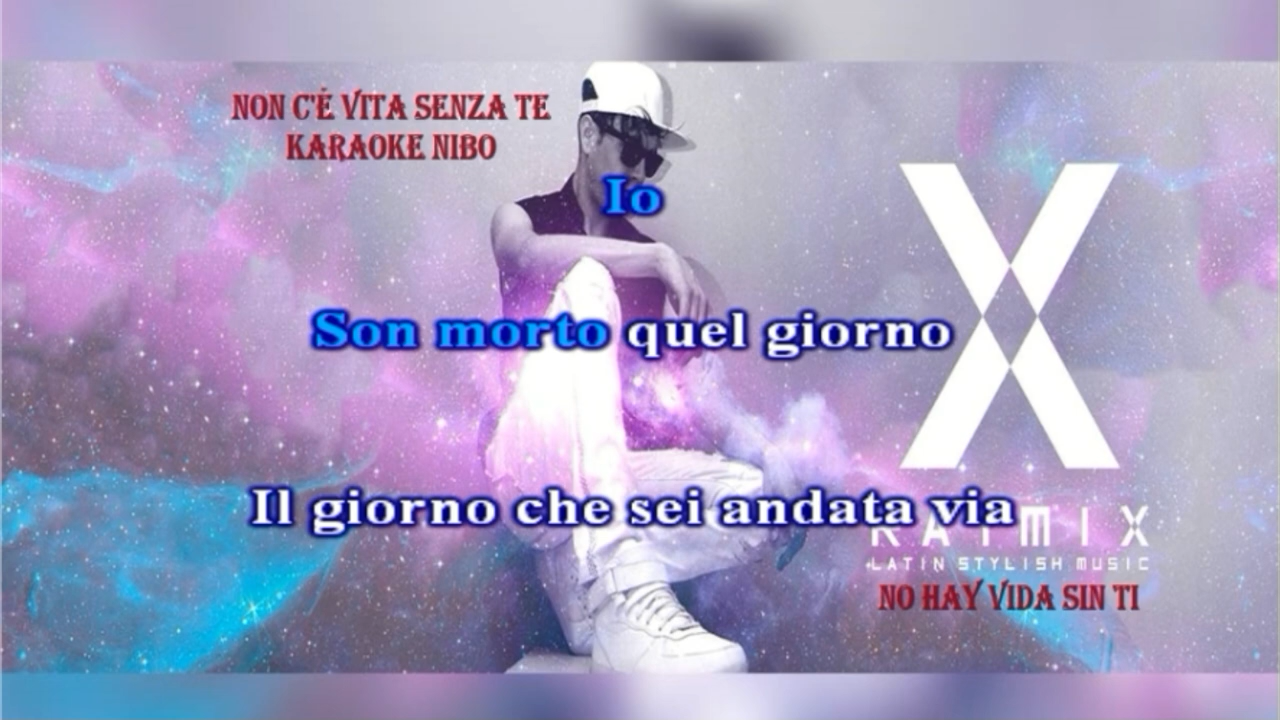 NON C'É VITA SENZA TE
KARAOKE NIBO
Io
X
Son morto quel giorno
Il giorno che sei andata via
RAIMIX
LATIN STYLISH MUSIC
NO HAY VIDA SIN TI